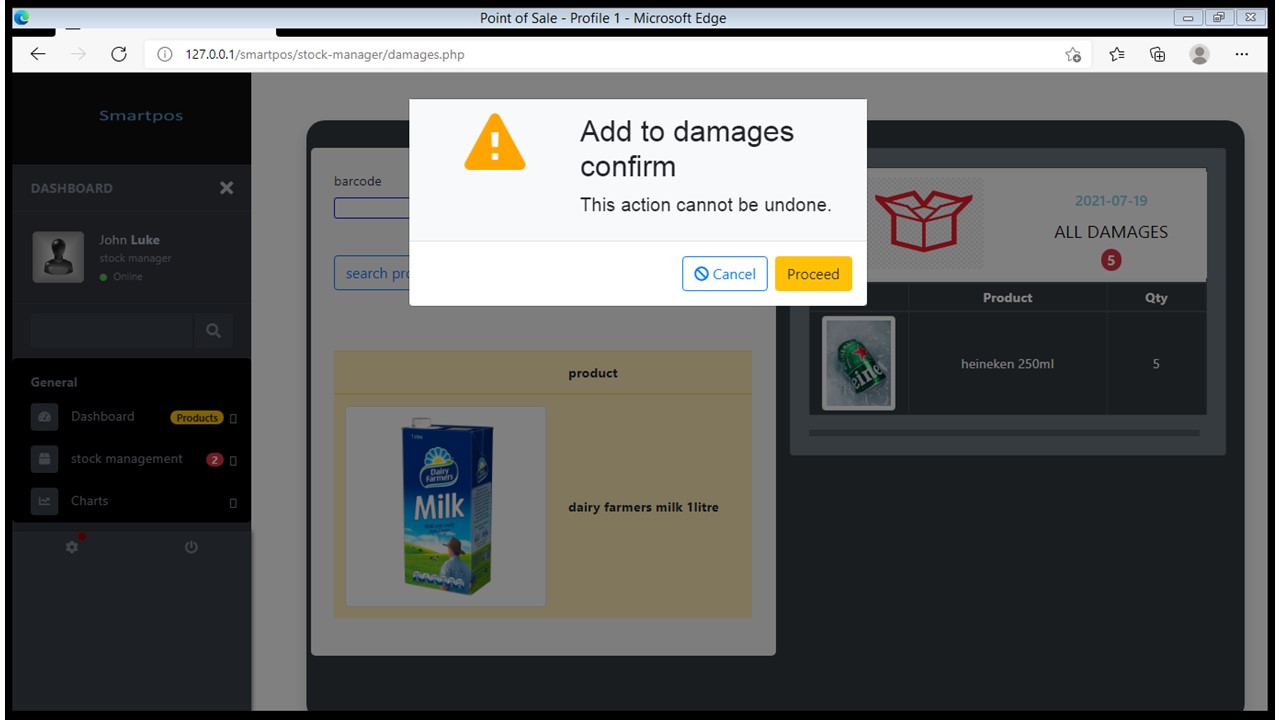 Point of Sale - Profile 1 - Microsoft Edge
127.0.0.1/smartpos/stock-manager/damages.php
Smartpos
DASHBOARD
John Luke
stock manager
Online
General
Dashboard Products
stock management 2
Charts
Add to damages
confirm
This action cannot be undone.
Cancel Proceed
barcode
search pro
product
1 litre
Dairy
Farmers
Milk
dairy farmers milk 1litre
2021-07-19
ALL DAMAGES
5
Product Qty
heine
heineken 250ml 5